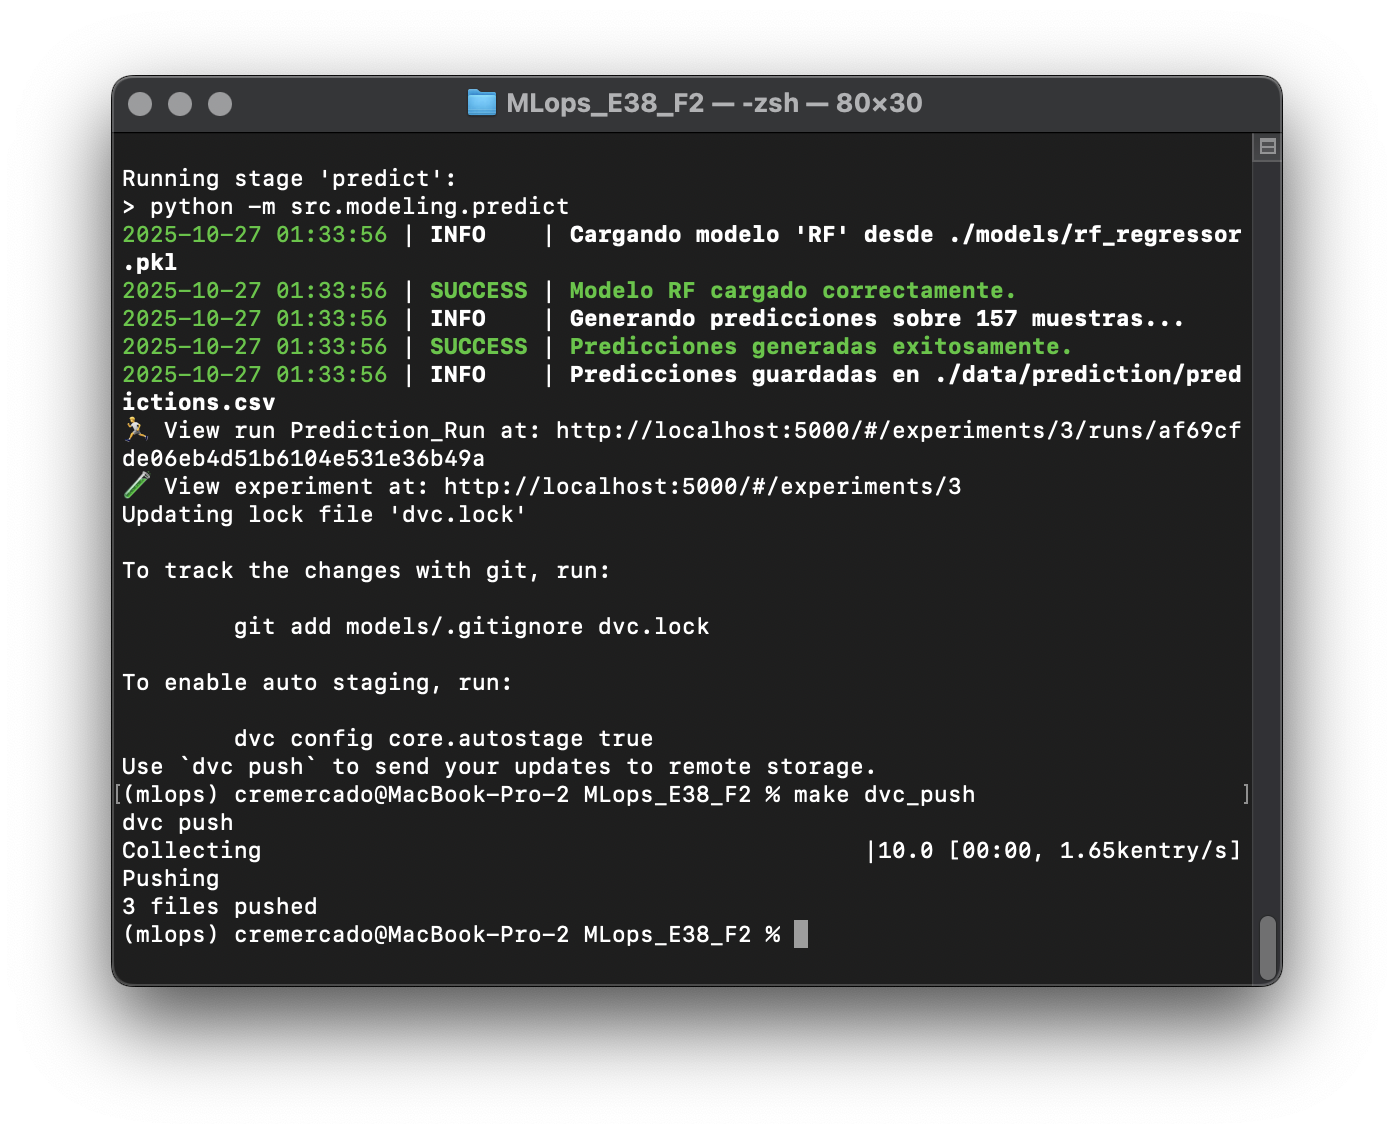 MLops_E38_F2 — -zsh — 80×30
Running stage 'predict':
> python -m src.modeling.predict
2025-10-27 01:33:56 | INFO    | Cargando modelo 'RF' desde ./models/rf_regressor
.pkl
2025-10-27 01:33:56 | SUCCESS | Modelo RF cargado correctamente.
2025-10-27 01:33:56 | INFO    | Generando predicciones sobre 157 muestras...
2025-10-27 01:33:56 | SUCCESS | Predicciones generadas exitosamente.
2025-10-27 01:33:56 | INFO    | Predicciones guardadas en ./data/prediction/pred
ictions.csv
🏃 View run Prediction_Run at: http://localhost:5000/#/experiments/3/runs/af69cf
de06eb4d51b6104e531e36b49a
🧪 View experiment at: http://localhost:5000/#/experiments/3
Updating lock file 'dvc.lock'
To track the changes with git, run:
git add models/.gitignore dvc.lock
To enable auto staging, run:
dvc config core.autostage true
Use `dvc push` to send your updates to remote storage.
[(mlops) cremercado@MacBook-Pro-2 MLops_E38_F2 % make dvc_push ]
dvc push
Collecting |10.0 [00:00, 1.65kentry/s]
Pushing
3 files pushed
(mlops) cremercado@MacBook-Pro-2 MLops_E38_F2 %